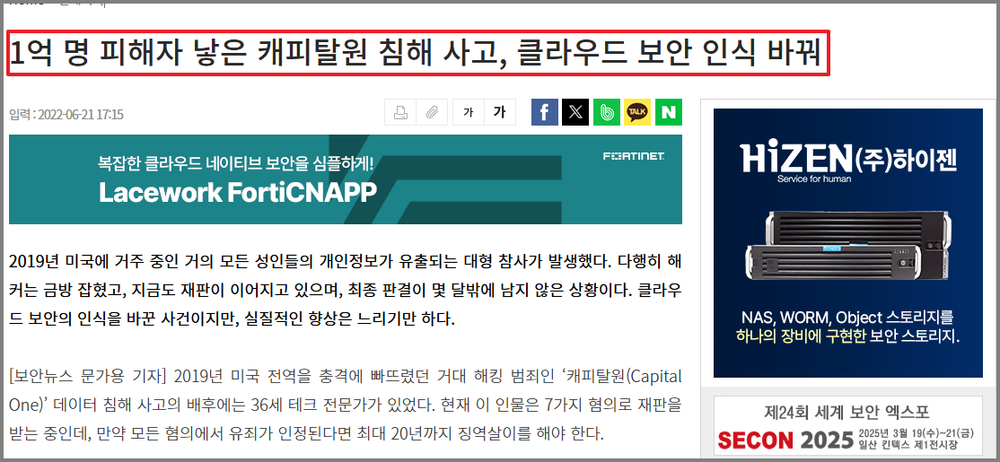 1억 명 피해자 낳은 캐피탈원 침해 사고, 클라우드 보안 인식 바꿔
입력 : 2022-06-21 17:15
가 가
f X b TALK N
복잡한 클라우드 네이티브 보안을 심플하게!
Lacework FortiCNAPP
FORTINET
2019년 미국에 거주 중인 거의 모든 성인들의 개인정보가 유출되는 대형 참사가 발생했다. 다행히 해
커는 금방 잡혔고, 지금도 재판이 이어지고 있으며, 최종 판결이 몇 달밖에 남지 않은 상황이다. 클라우
드 보안의 인식을 바꾼 사건이지만, 실질적인 향상은 느리기만 하다.
[보안뉴스 문가용 기자] 2019년 미국 전역을 충격에 빠뜨렸던 거대 해킹 범죄인 ‘캐피탈원(Capital
One)’ 데이터 침해 사고의 배후에는 36세 테크 전문가가 있었다. 현재 이 인물은 7가지 혐의로 재판을
받는 중인데, 만약 모든 혐의에서 유죄가 인정된다면 최대 20년까지 징역살이를 해야 한다.
HiZEN (주)하이젠
Service for human
NAS, WORM, Object 스토리지를
하나의 장비에 구현한 보안 스토리지.
제24회 세계 보안 엑스포
SECON 2025
2025년 3월 19(수)~21(금)
일산 킨텍스 제1전시장